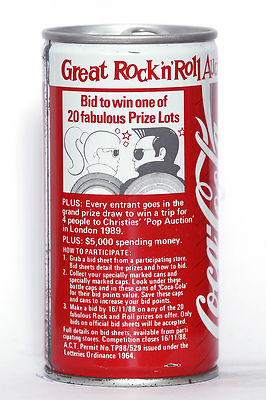 Great Rock'n'Roll Auc
Bid to win one of
20 fabulous Prize Lots
PLUS: Every entrant goes in the
grand prize draw to win a trip for
4 people to Christies' 'Pop Auction'
in London 1989.
PLUS: $5,000 spending money.
HOW TO PARTICIPATE:
1. Grab a bid sheet from a participating store.
Bid sheets detail the prizes and how to bid.
2. Collect your specially marked cans and
specially marked caps. Look under these
bottle caps and in these cans of 'Coca Cola'
for their bid points value. Save these caps
and cans to increase your bid points.
3. Make a bid by 16/11/88 on any of the 20
fabulous Rock and Roll prizes on offer. Only
bids on official bid sheets will be accepted.
Full details on bid sheets, available from parti
cipating stores. Competition closes 16/11/88.
A.C.T. Permit No.TP88/529 issued under the
Lotteries Ordinance 1964.
Coca-Cola